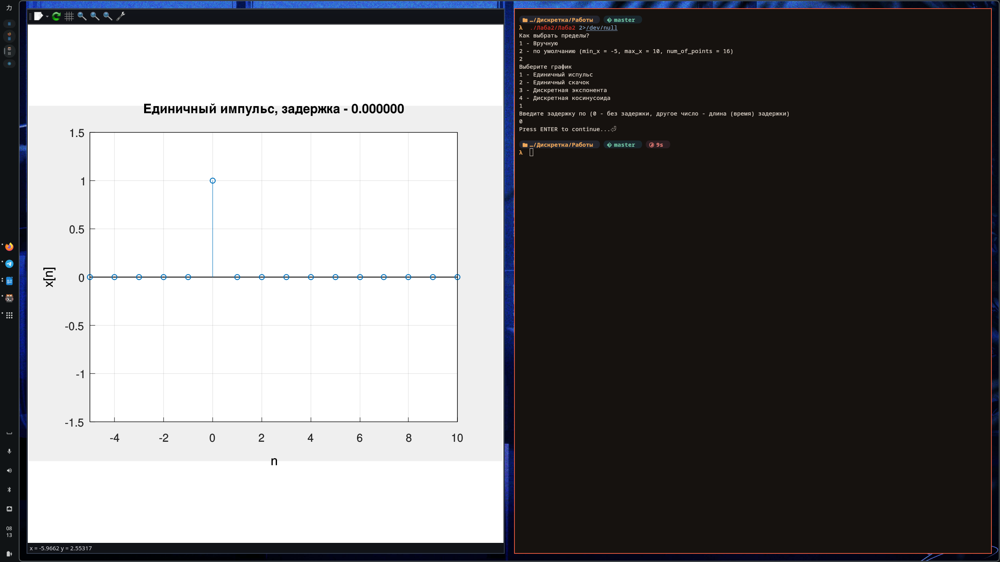 力
Единичный импульс, задержка - 0.000000
1.5
1
0.5
0
-0.5
-1
-1.5
x[n]
-4 -2 0 2 4 6 8 10
n
x = -5.9662 y = 2.55317
08
13
…/Дискретка/Работы master
λ ./Лаба2/Лаба2 2>/dev/null
Как выбрать пределы?
1 - Вручную
2 - по умолчанию (min_x = -5, max_x = 10, num_of_points = 16)
2
Выберите график
1 - Единичный испульс
2 - Единичный скачок
3 - Дискретная экспонента
4 - Дискретная косинусоида
1
Введите задержку по (0 - без задержки, другое число - длина (время) задержки)
0
Press ENTER to continue...⏎
…/Дискретка/Работы master 9s
λ